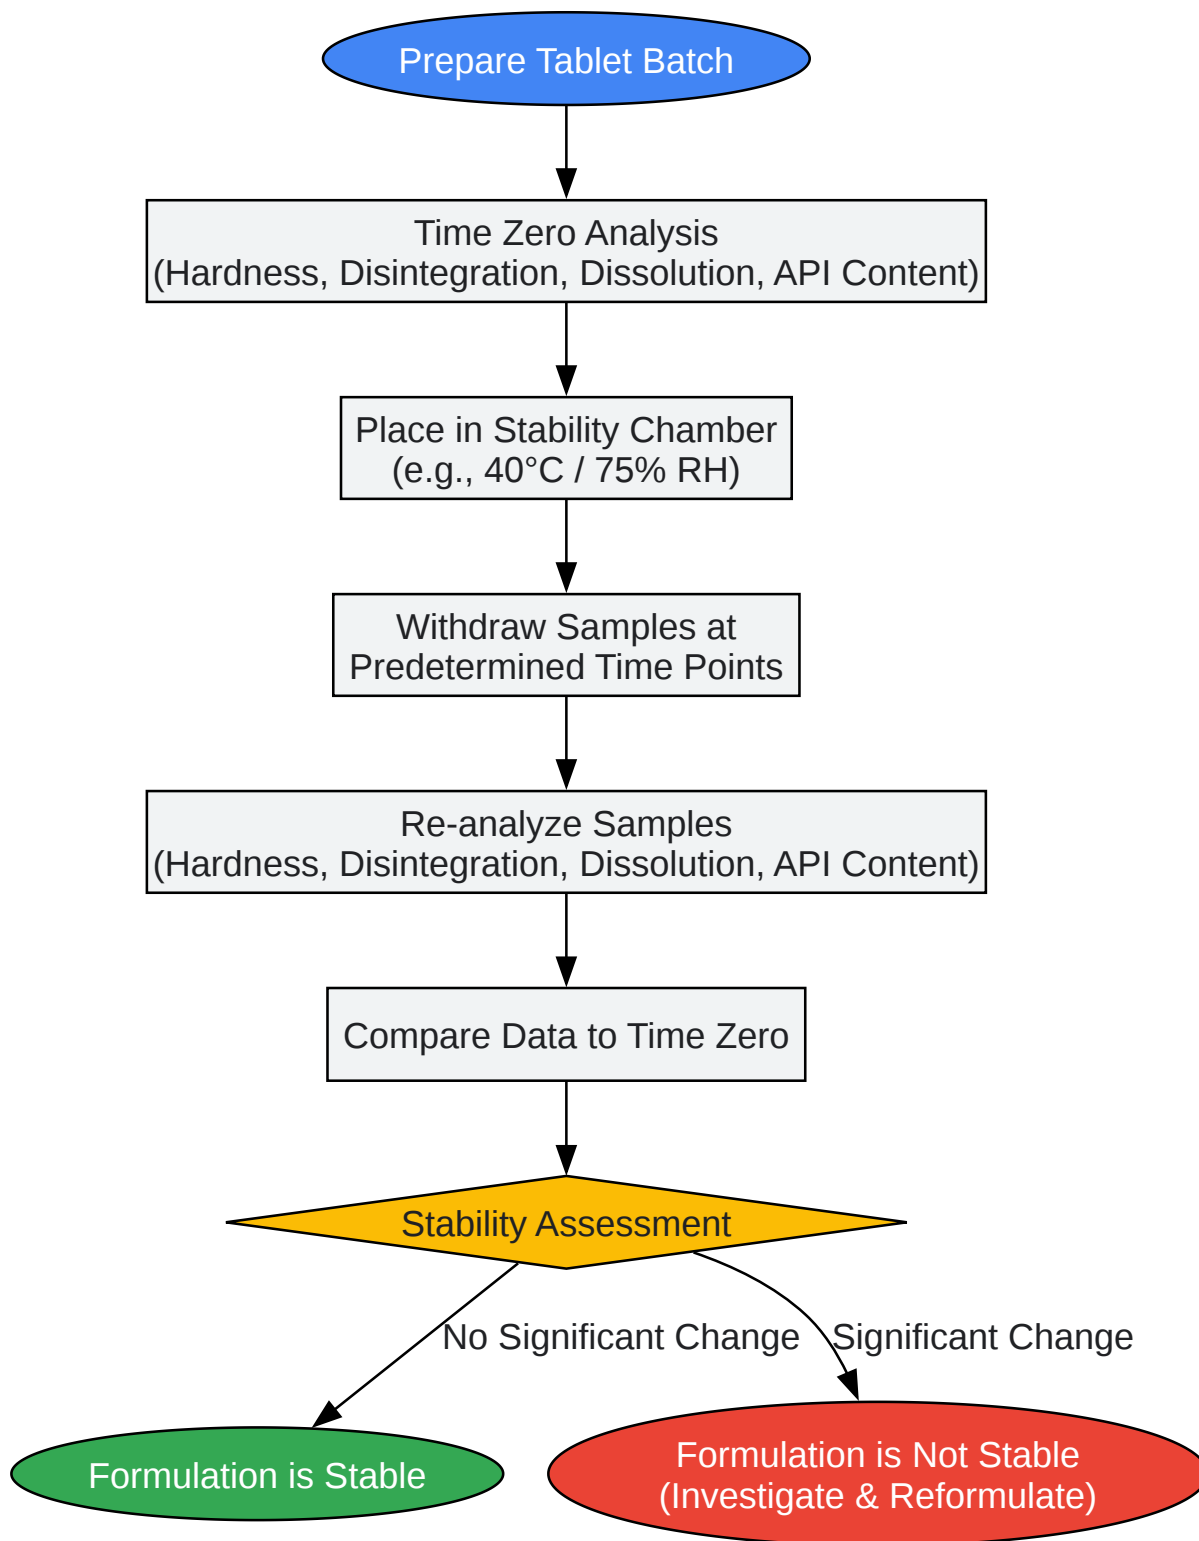 Prepare Tablet Batch
Time Zero Analysis
(Hardness, Disintegration, Dissolution, API Content)
Place in Stability Chamber
(e.g., 40°C / 75% RH)
Withdraw Samples at
Predetermined Time Points
Re-analyze Samples
(Hardness, Disintegration, Dissolution, API Content)
Compare Data to Time Zero
Stability Assessment
No Significant Change
Significant Change
Formulation is Stable
Formulation is Not Stable
(Investigate & Reformulate)